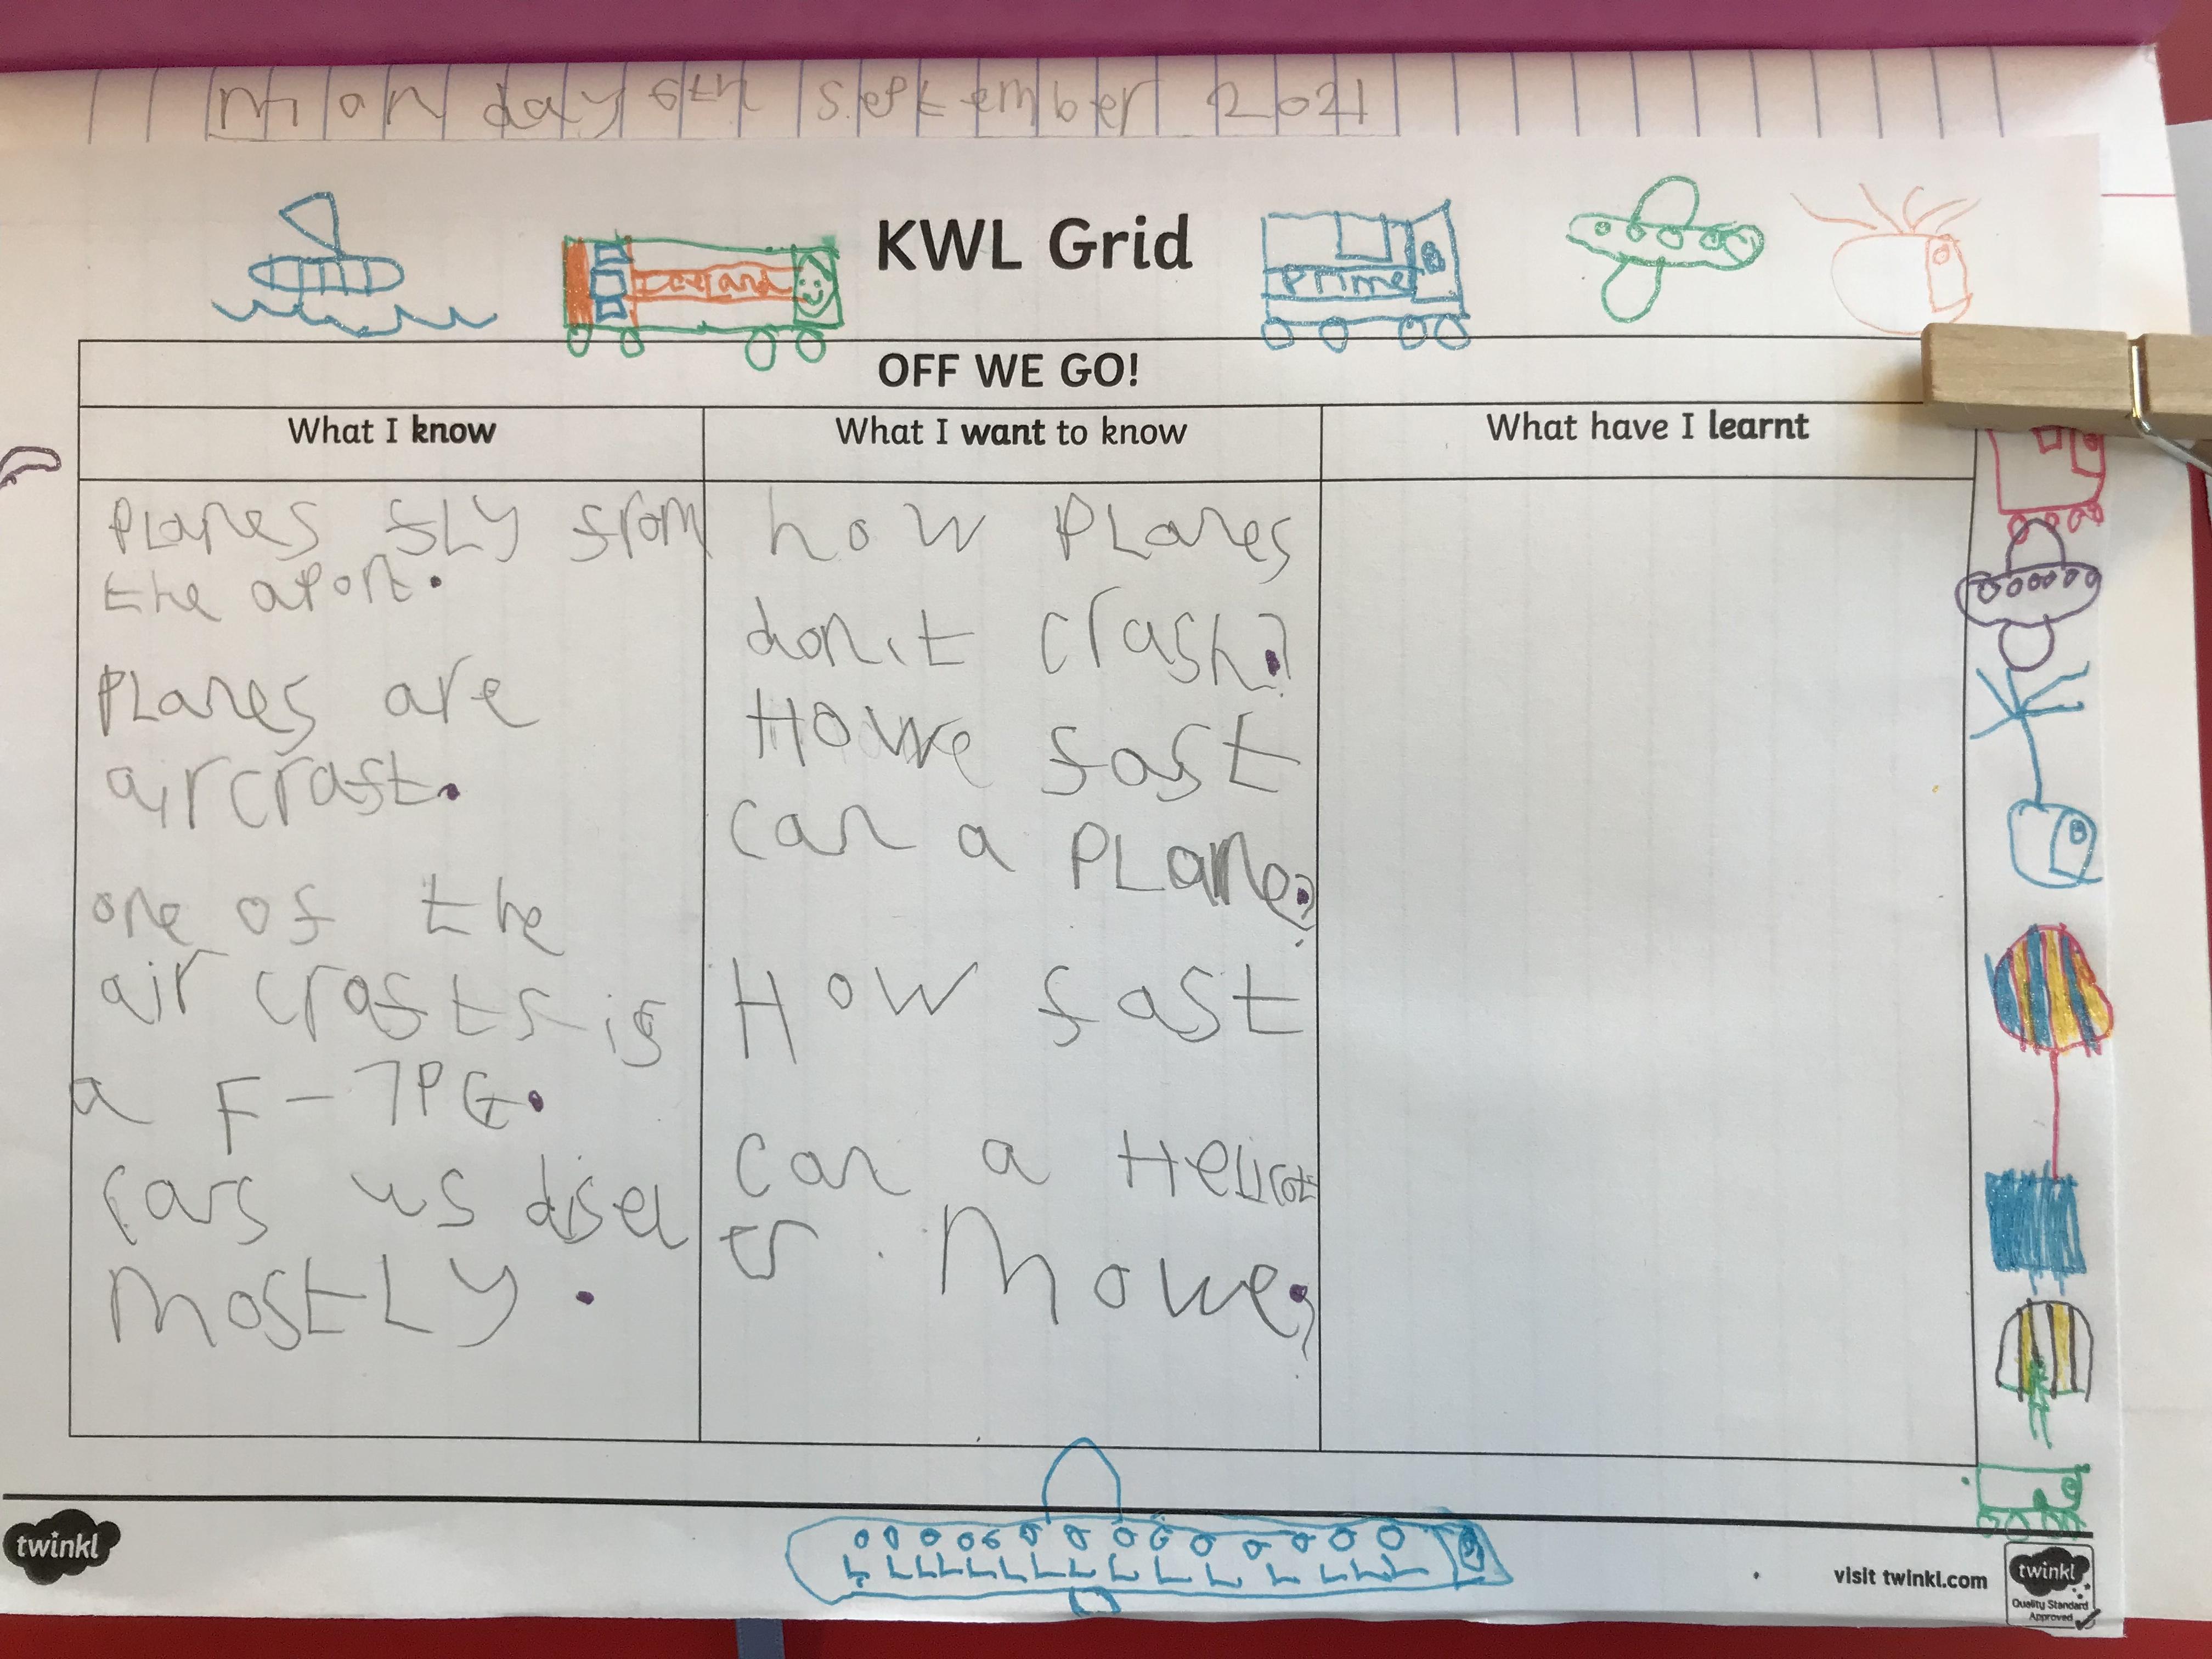 monday 6th September 2021
KWL Grid
Iceland
Prime
OFF WE GO!
What I know
PLanes fLy from
the aport.
PLanes are
aircraft.
one of the
air crafts is
a F-7PG.
cars us disel
mostLy.
What I want to know
how PLanes
don't crash?
Howe fast
can a PLane?
How fast
can a HeLicot
er move?
What have I learnt
twinkl
visit twinkl.com
twinkl
Quality Standard
Approved